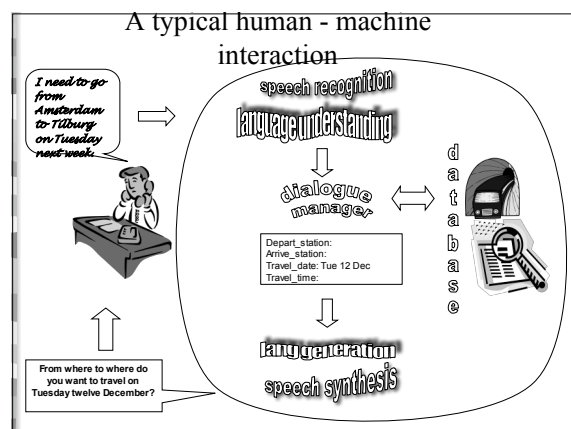 A typical human - machine
interaction
I need to go
from
Amsterdam
to Tilburg
on Tuesday
next week.
speech recognition
language understanding
dialogue
manager
database
Depart_station:
Arrive_station:
Travel_date: Tue 12 Dec
Travel_time:
lang generation
speech synthesis
From where to where do
you want to travel on
Tuesday twelve December?